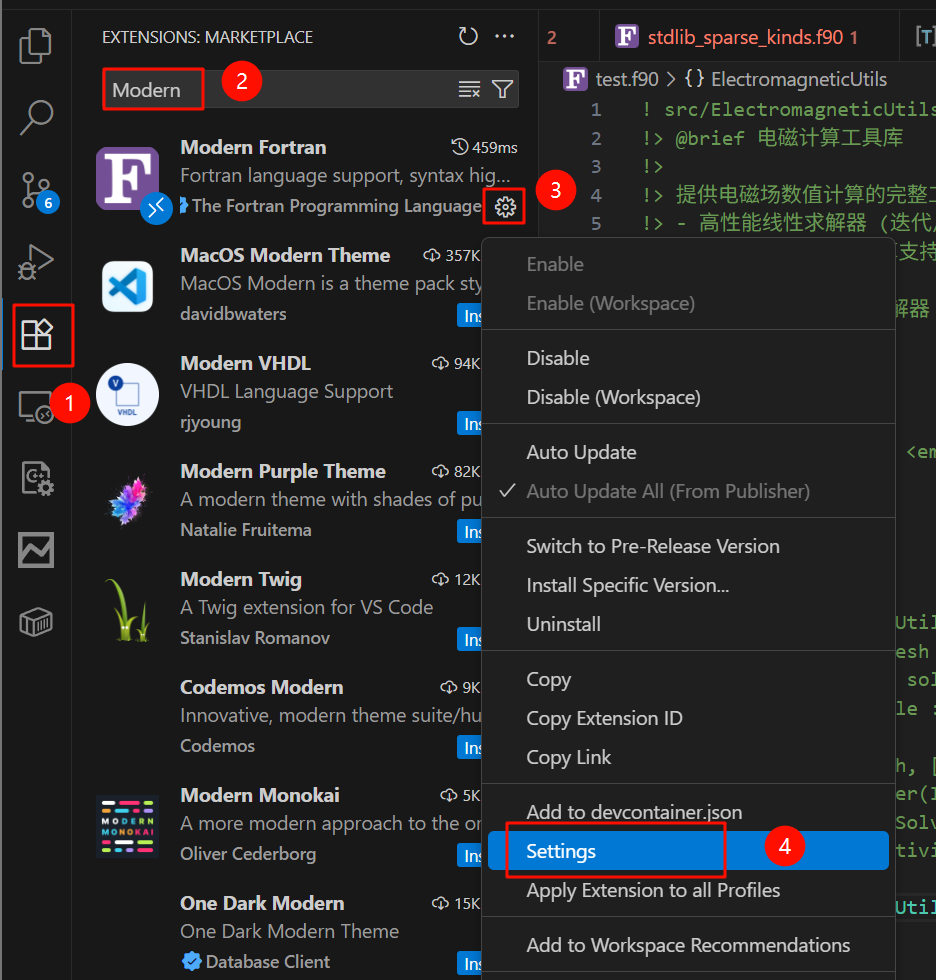 EXTENSIONS: MARKETPLACE
Modern
2
Modern Fortran
459ms
Fortran language support, syntax hig...
The Fortran Programming Language
3
MacOS Modern Theme
357K
MacOS Modern is a theme pack sty
davidbwaters
Ins
Modern VHDL
94K
VHDL Language Support
rjyoung
Ins
Modern Purple Theme
82K
A modern theme with shades of pu
Natalie Fruitema
Ins
Modern Twig
12K
A Twig extension for VS Code
Stanislav Romanov
Ins
Codemos Modern
9K
Innovative, modern theme suite/hu
Codemos
Ins
Modern Monokai
5K
A more modern approach to the or
Oliver Cederborg
Ins
One Dark Modern
15K
One Dark Modern Theme
Database Client
Ins
6
1
F
V
VHDL
MODERN
MONOKAI
Enable
Enable (Workspace)
Disable
Disable (Workspace)
Auto Update
Auto Update All (From Publisher)
Switch to Pre-Release Version
Install Specific Version...
Uninstall
Copy
Copy Extension ID
Copy Link
Add to devcontainer.json
Settings
4
Apply Extension to all Profiles
Add to Workspace Recommendations
2
F stdlib_sparse_kinds.f90 1
[T]
F test.f90 > {} ElectromagneticUtils
1 ! src/ElectromagneticUtils
2 !> @brief 电磁计算工具库
3 !>
4 !> 提供电磁场数值计算的完整工
5 !> - 高性能线性求解器 (迭代
支持
解器
<em
Util
esh
sol
le :
h, [
er(I
Solv
tivi
Util